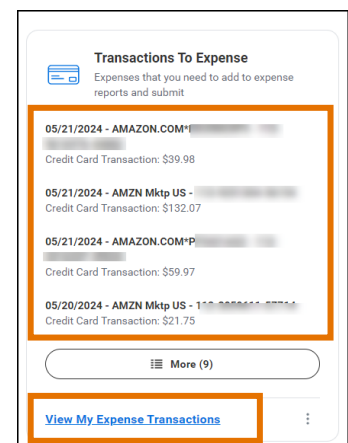 Transactions To Expense
Expenses that you need to add to expense
reports and submit
05/21/2024 - AMAZON.COM*
Credit Card Transaction: $39.98
05/21/2024 - AMZN Mktp US -
Credit Card Transaction: $132.07
05/21/2024 - AMAZON.COM*P
Credit Card Transaction: $59.97
05/20/2024 - AMZN Mktp US -
Credit Card Transaction: $21.75
More (9)
View My Expense Transactions